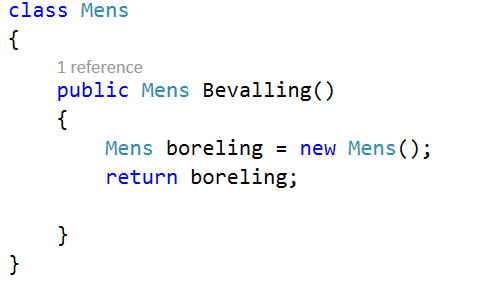 class Mens
{
1 reference
public Mens Bevalling()
{
Mens boreling = new Mens();
return boreling;
}
}